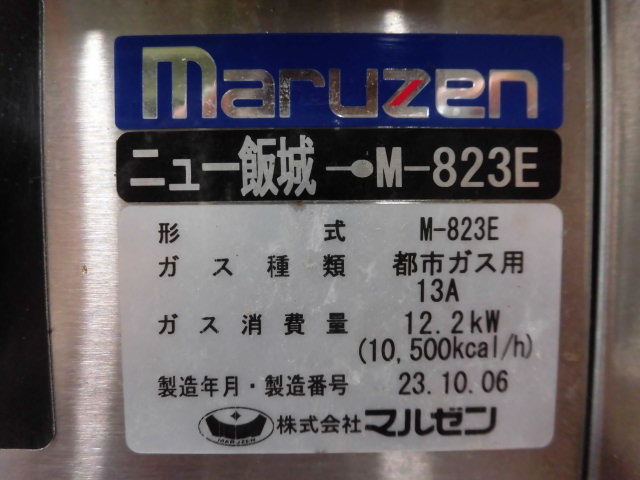 maruzen
ニュー飯城 M-823E
形式 M-823E
ガス種類 都市ガス用
13A
ガス消費量 12.2kW
(10,500kcal/h)
製造年月・製造番号 23.10.06
株式会社マルゼン